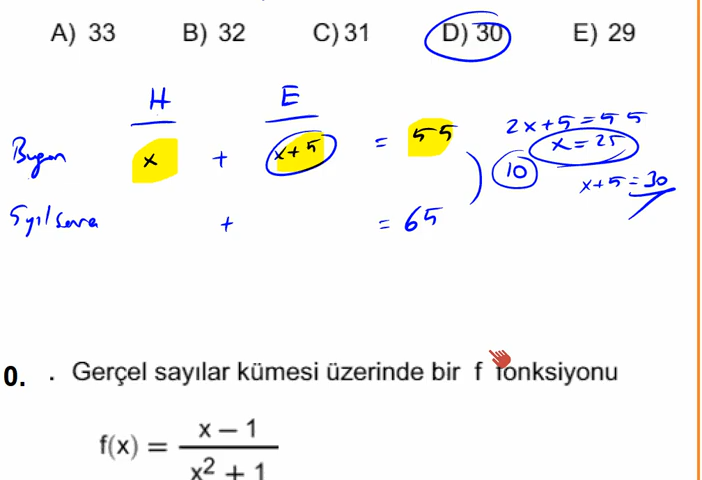 A) 33 B) 32 C) 31 D) 30 E) 29
H E
Bugün x + x+5 = 55
5 yıl sonra + = 65
10
2x+5=55
x=25
x+5=30
0. . Gerçel sayılar kümesi üzerinde bir f fonksiyonu
f(x) = x − 1 / x² + 1